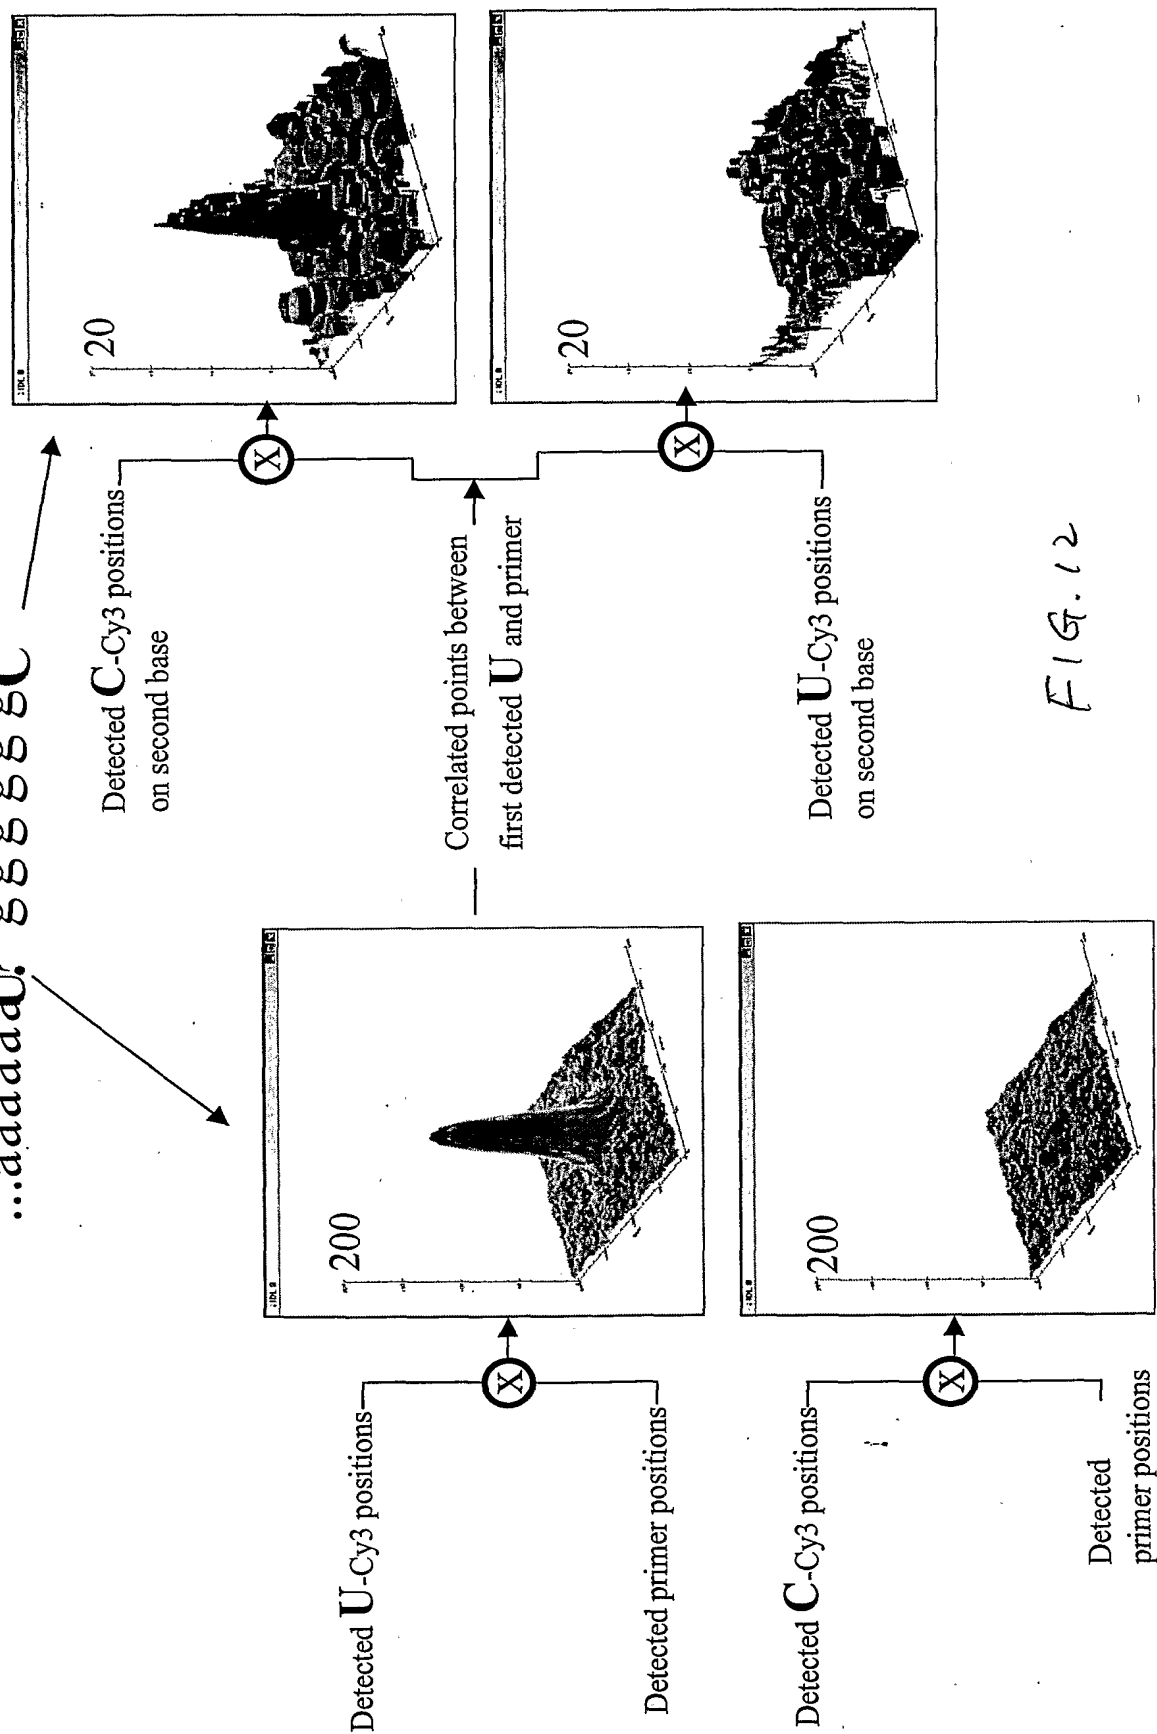 Detected U-Cy3 positions
200
Detected primer positions
Detected C-Cy3 positions
200
Detected
primer positions
Correlated points between
first detected U and primer
Detected C-Cy3 positions
on second base
20
Detected U-Cy3 positions
on second base
20
X
X
X
X
FIG. 12